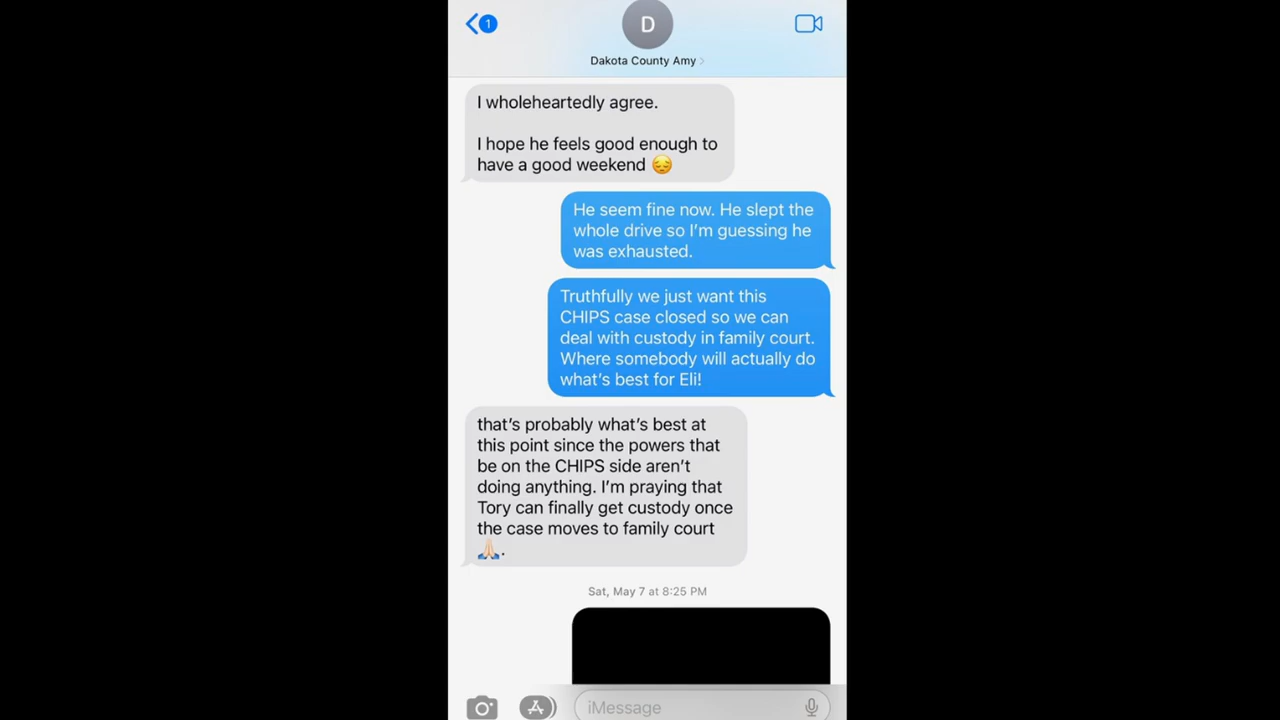 1
D
Dakota County Amy
I wholeheartedly agree.
I hope he feels good enough to
have a good weekend 😔
He seem fine now. He slept the
whole drive so I'm guessing he
was exhausted.
Truthfully we just want this
CHIPS case closed so we can
deal with custody in family court.
Where somebody will actually do
what's best for Eli!
that's probably what's best at
this point since the powers that
be on the CHIPS side aren't
doing anything. I'm praying that
Tory can finally get custody once
the case moves to family court
🙏🏻.
Sat, May 7 at 8:25 PM
iMessage